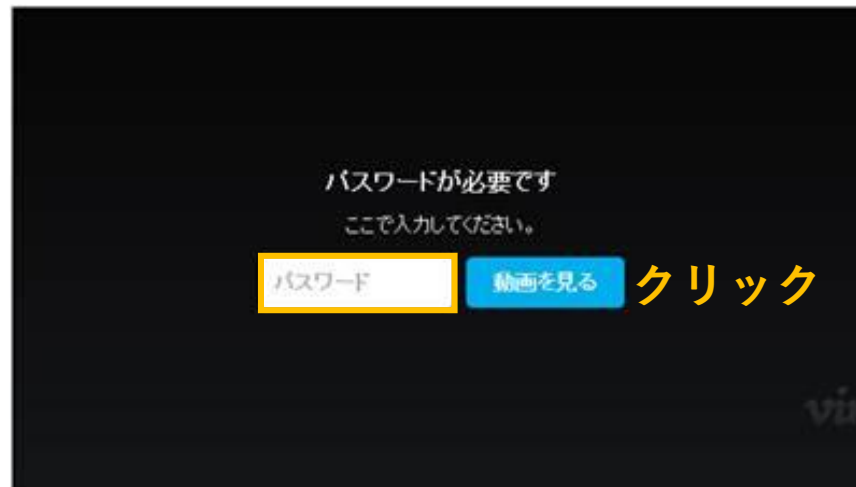 パスワードが必要です
ここで入力してください。
パスワード
動画を見る
クリック